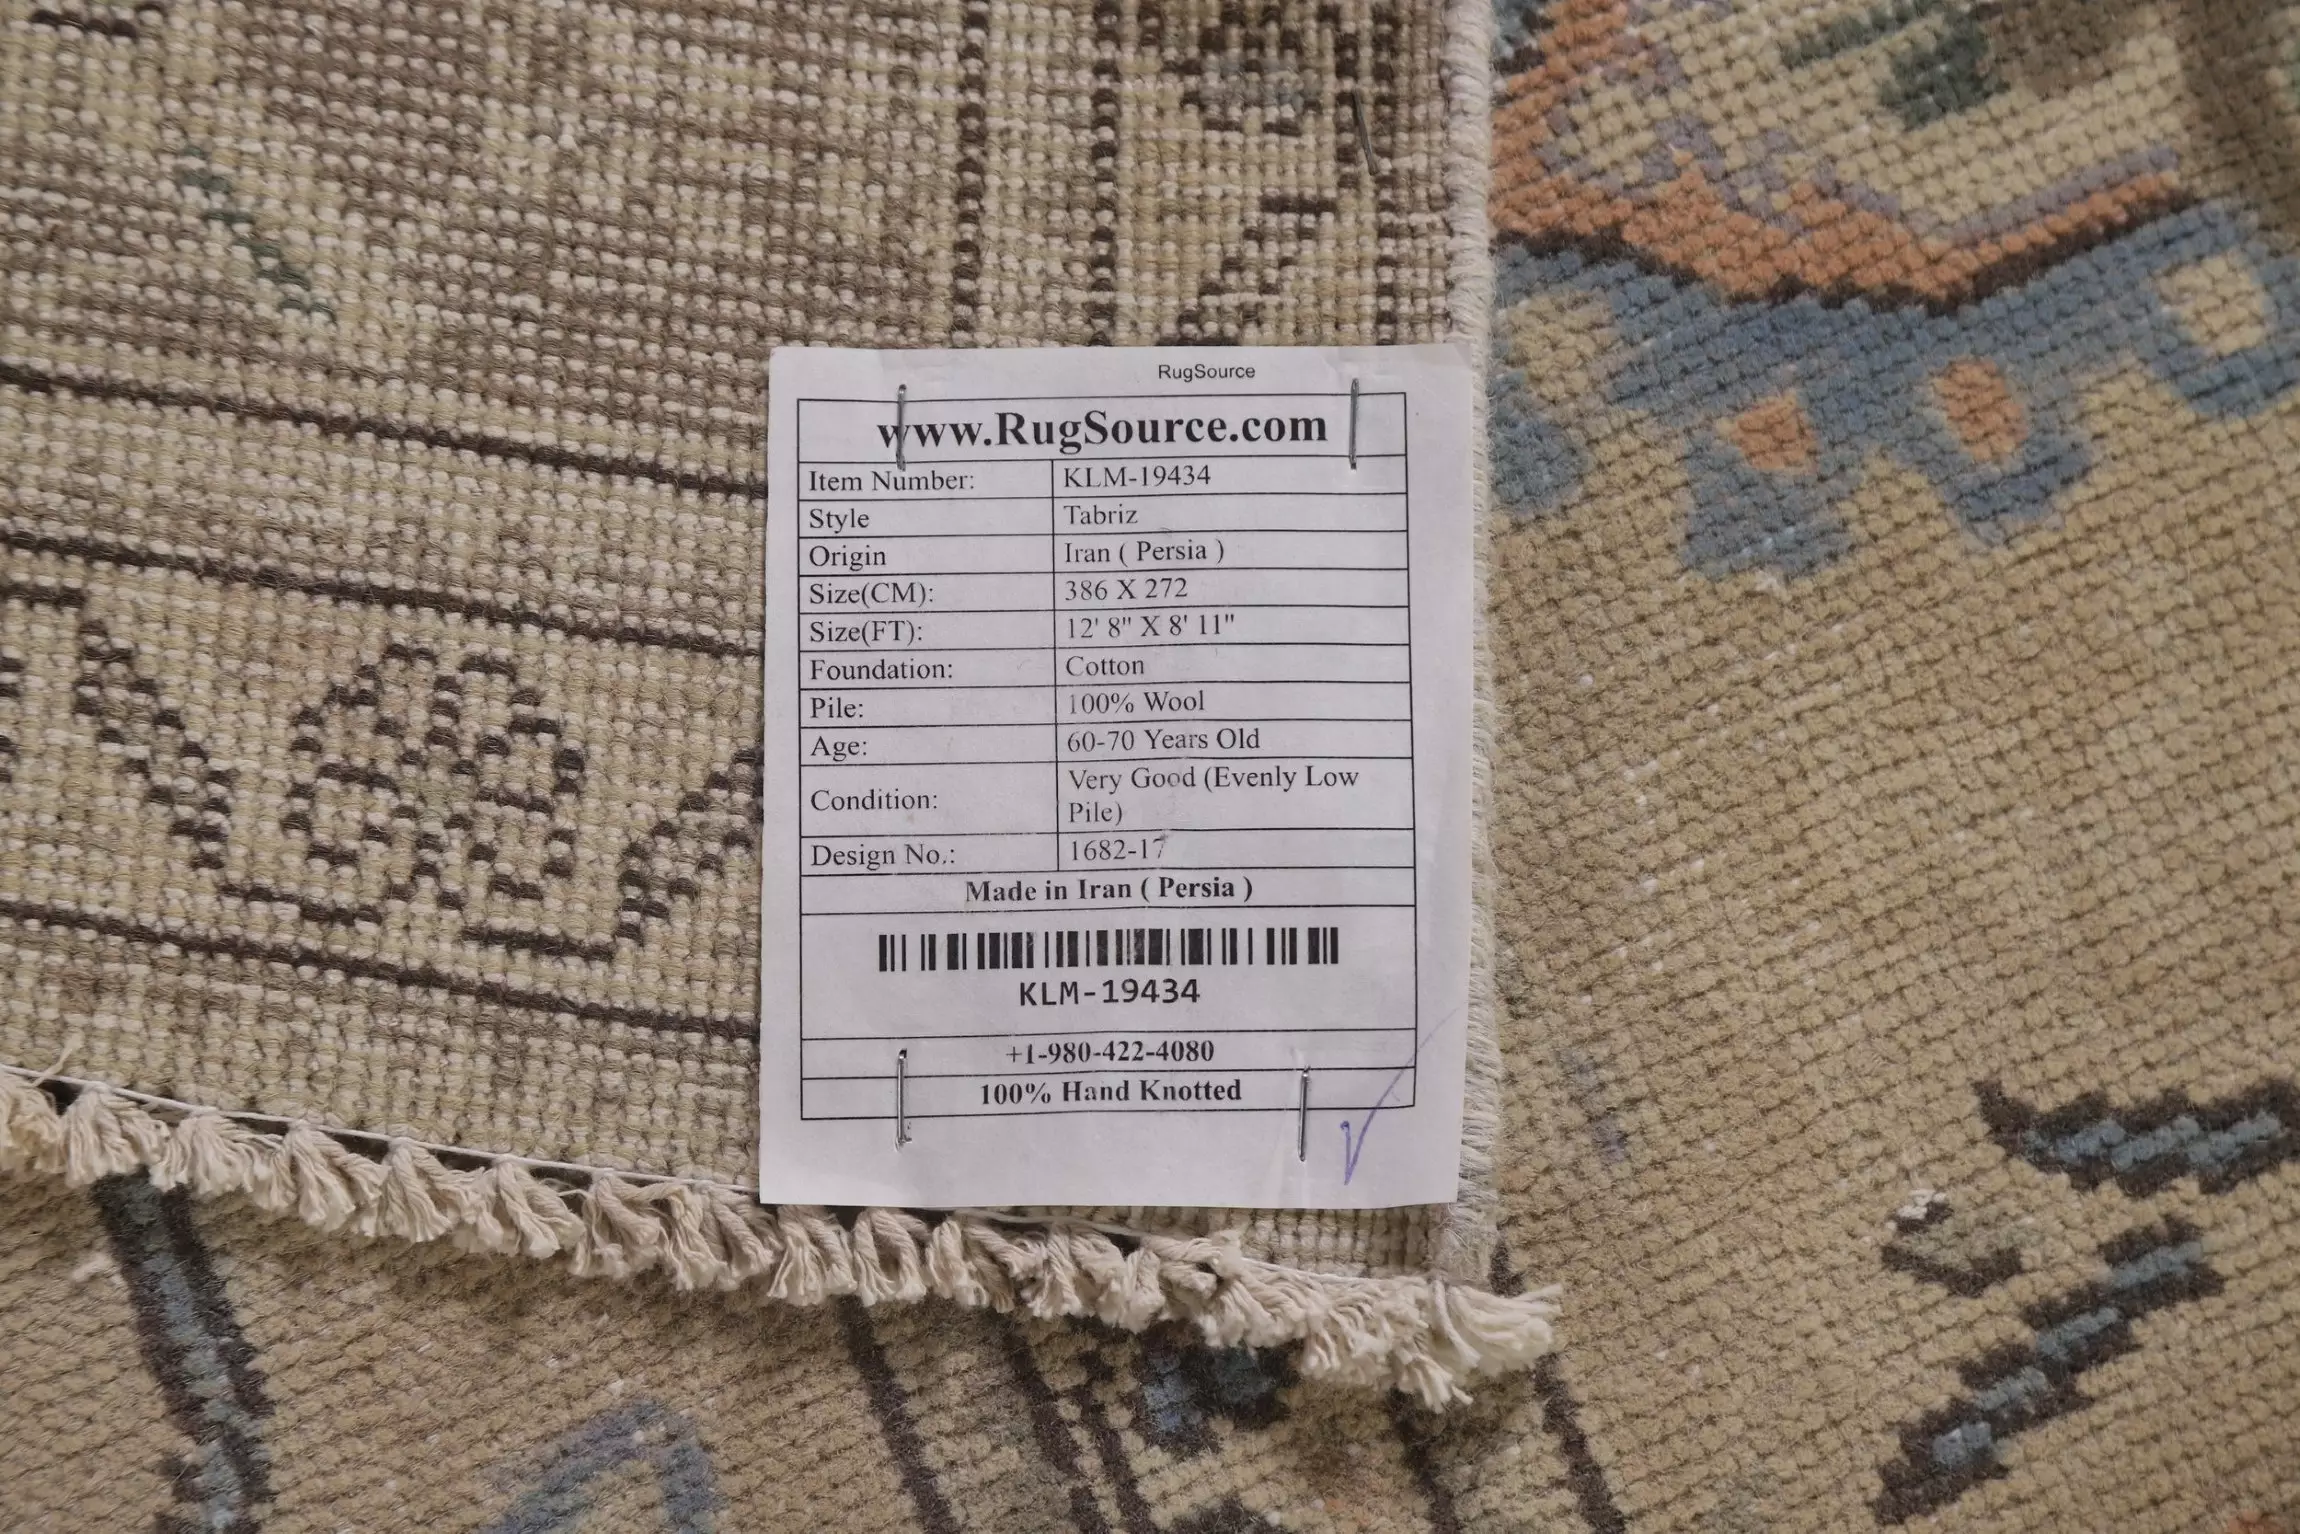 RugSource
www.RugSource.com
Item Number: KLM-19434
Style Tabriz
Origin Iran ( Persia )
Size(CM): 386 X 272
Size(FT): 12' 8" X 8' 11"
Foundation: Cotton
Pile: 100% Wool
Age: 60-70 Years Old
Condition: Very Good (Evenly Low
Pile)
Design No.: 1682-17
Made in Iran ( Persia )
KLM-19434
+1-980-422-4080
100% Hand Knotted